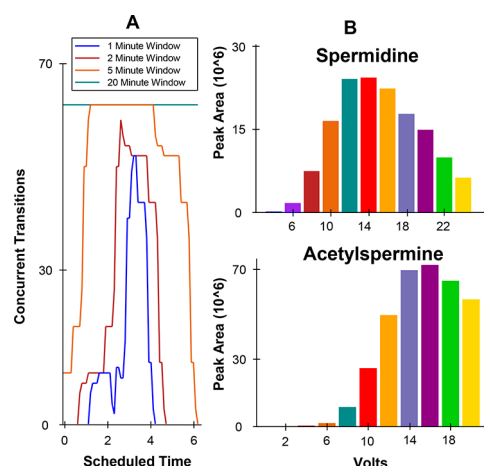 A
1 Minute Window
2 Minute Window
5 Minute Window
20 Minute Window
70
30
0
Concurrent Transitions
0 2 4 6
Scheduled Time
B
Spermidine
30
15
0
Peak Area (10^6)
6 10 14 18 22
Acetylspermine
70
30
0
Peak Area (10^6)
2 6 10 14 18
Volts